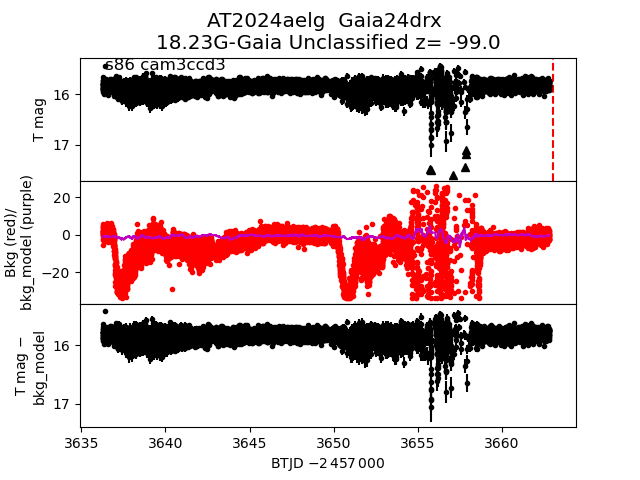 AT2024aelg  Gaia24drx
18.23G-Gaia Unclassified z= -99.0
s86 cam3ccd3
T mag
16
17
Bkg (red)/
bkg_model (purple)
20
0
−20
T mag −
bkg_model
16
17
3635 3640 3645 3650 3655 3660
BTJD −2 457 000